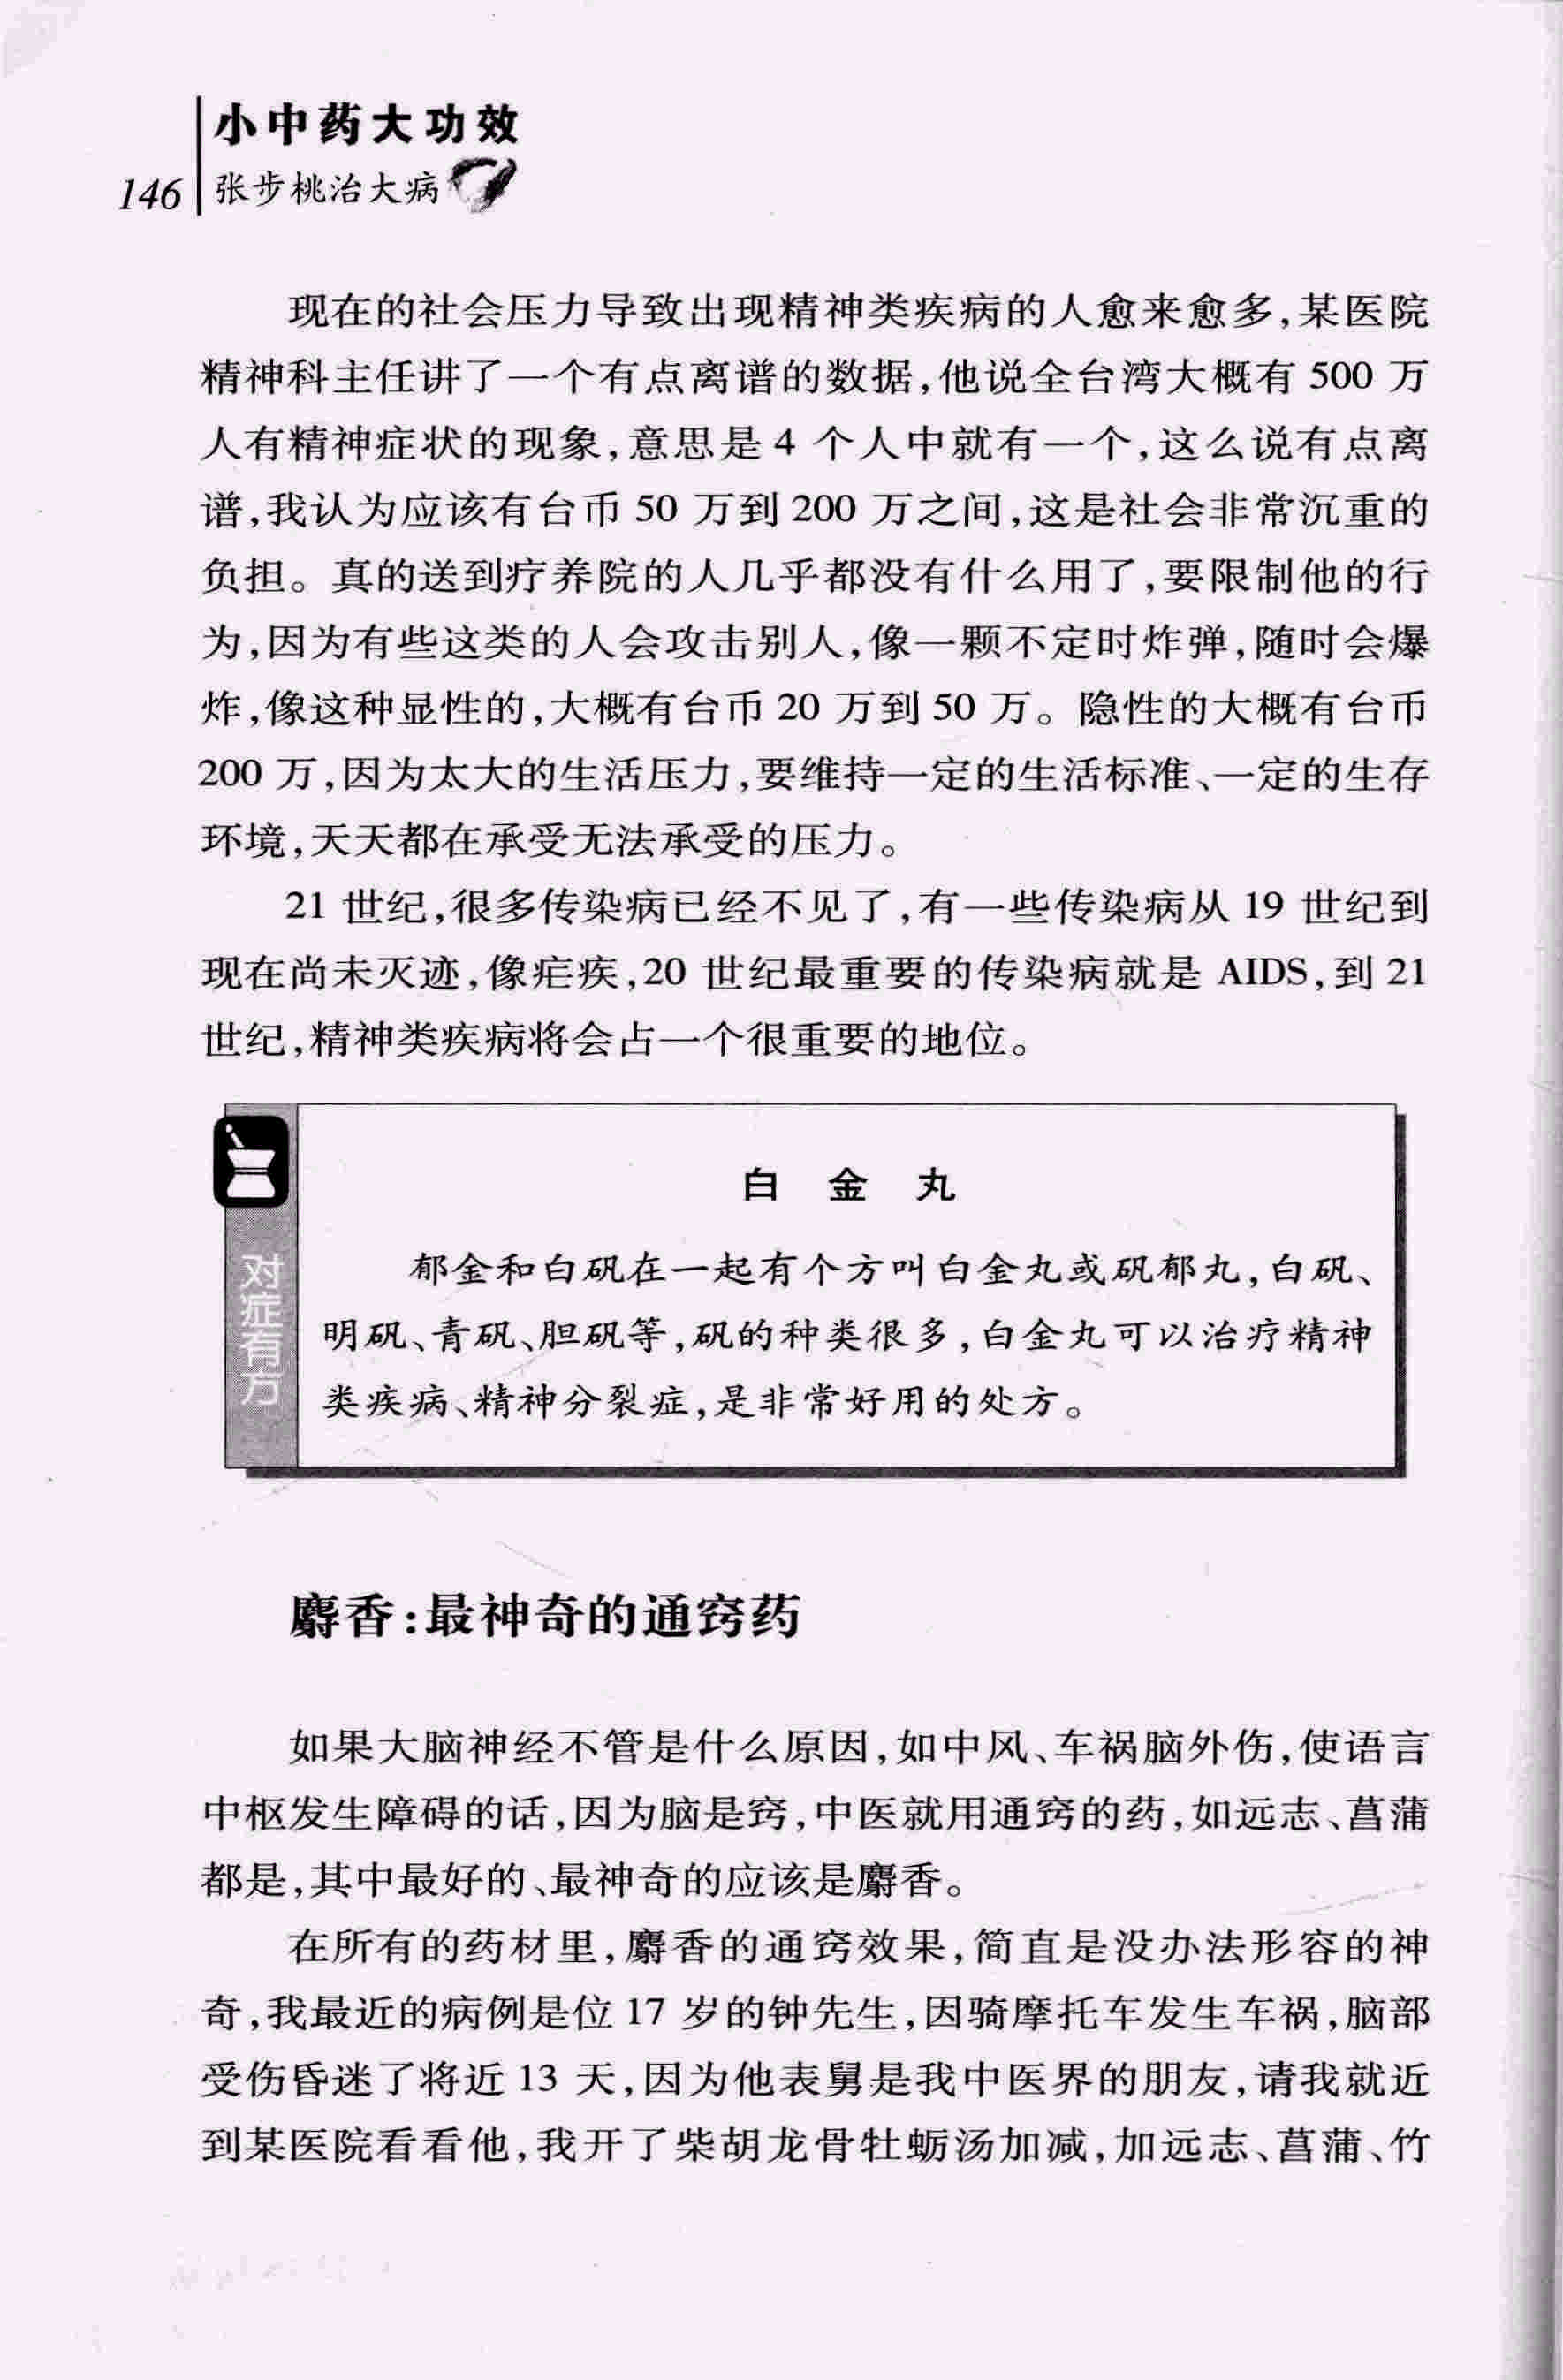 小中药大功效
146 张步桃治大病
现在的社会压力导致出现精神类疾病的人愈来愈多,某医院
精神科主任讲了一个有点离谱的数据,他说全台湾大概有 500 万
人有精神症状的现象,意思是 4 个人中就有一个,这么说有点离
谱,我认为应该有台币 50 万到 200 万之间,这是社会非常沉重的
负担。真的送到疗养院的人几乎都没有什么用了,要限制他的行
为,因为有些这类的人会攻击别人,像一颗不定时炸弹,随时会爆
炸,像这种显性的,大概有台币 20 万到 50 万。隐性的大概有台币
200 万,因为太大的生活压力,要维持一定的生活标准、一定的生存
环境,天天都在承受无法承受的压力。
21 世纪,很多传染病已经不见了,有一些传染病从 19 世纪到
现在尚未灭迹,像疟疾,20 世纪最重要的传染病就是 AIDS,到 21
世纪,精神类疾病将会占一个很重要的地位。
对症有方
白金丸
郁金和白矾在一起有个方叫白金丸或矾郁丸,白矾、
明矾、青矾、胆矾等,矾的种类很多,白金丸可以治疗精神
类疾病、精神分裂症,是非常好用的处方。
麝香:最神奇的通窍药
如果大脑神经不管是什么原因,如中风、车祸脑外伤,使语言
中枢发生障碍的话,因为脑是窍,中医就用通窍的药,如远志、菖蒲
都是,其中最好的、最神奇的应该是麝香。
在所有的药材里,麝香的通窍效果,简直是没办法形容的神
奇,我最近的病例是位 17 岁的钟先生,因骑摩托车发生车祸,脑部
受伤昏迷了将近 13 天,因为他表舅是我中医界的朋友,请我就近
到某医院看看他,我开了柴胡龙骨牡蛎汤加减,加远志、菖蒲、竹